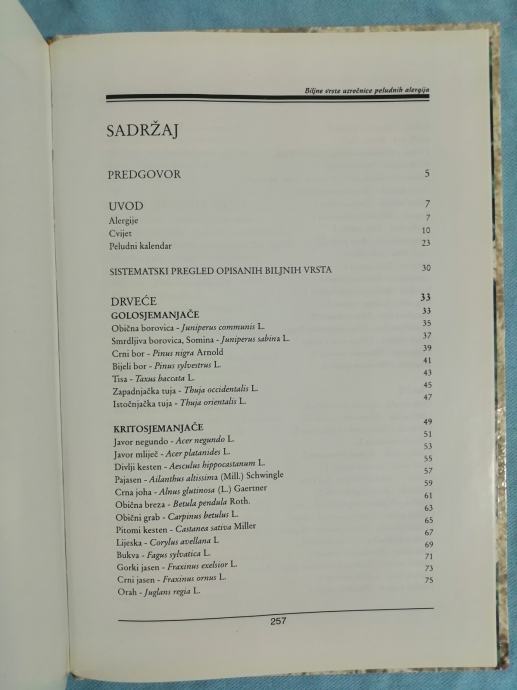 Biljne vrste uzročnice peludnih alergija
SADRŽAJ
PREDGOVOR 5
UVOD 7
Alergije 7
Cvijet 10
Peludni kalendar 23
SISTEMATSKI PREGLED OPISANIH BILJNIH VRSTA 30
DRVEĆE 33
GOLOSJEMANJAČE 33
Obična borovica - Juniperus communis L. 35
Smrdljiva borovica, Somina - Juniperus sabina L. 37
Crni bor - Pinus nigra Arnold 39
Bijeli bor - Pinus sylvestrus L. 41
Tisa - Taxus baccata L. 43
Zapadnjačka tuja - Thuja occidentalis L. 45
Istočnjačka tuja - Thuja orientalis L. 47
KRITOSJEMANJAČE 49
Javor negundo - Acer negundo L. 51
Javor mliječ - Acer platanides L. 53
Divlji kesten - Aesculus hippocastanum L. 55
Pajasen - Ailanthus altissima (Mill.) Schwingle 57
Crna joha - Alnus glutinosa (L.) Gaertner 59
Obična breza - Betula pendula Roth. 61
Obični grab - Carpinus betulus L. 63
Pitomi kesten - Castanea sativa Miller 65
Lijeska - Corylus avellana L 67
Bukva - Fagus sylvatica L. 69
Gorki jasen - Fraxinus exelsior L. 71
Crni jasen - Fraxinus ornus L. 73
Orah - Juglans regia L. 75
257